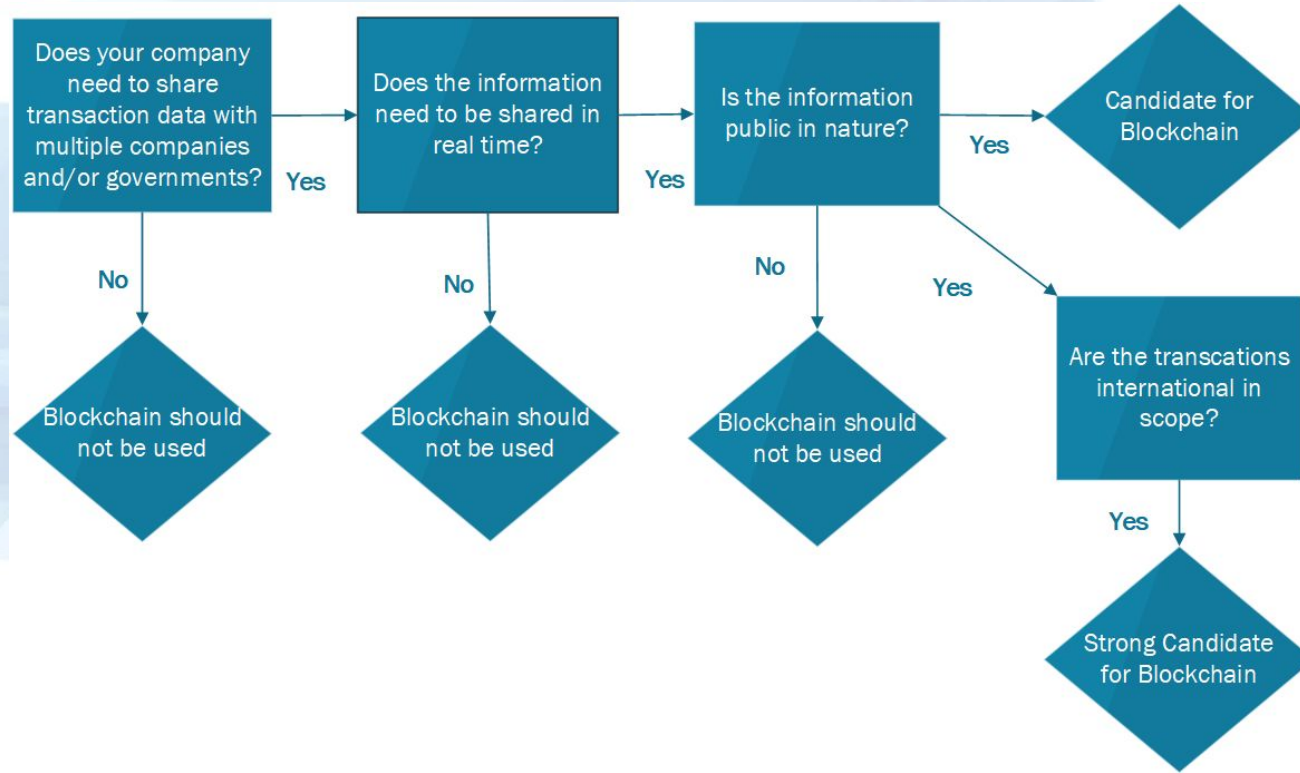 Does your company
need to share
transaction data with
multiple companies
and/or governments?
Yes
Does the information
need to be shared in
real time?
Yes
Is the information
public in nature?
Yes
Candidate for
Blockchain
No
No
No
Yes
Blockchain should
not be used
Blockchain should
not be used
Blockchain should
not be used
Are the transcations
international in
scope?
Yes
Strong Candidate
for Blockchain